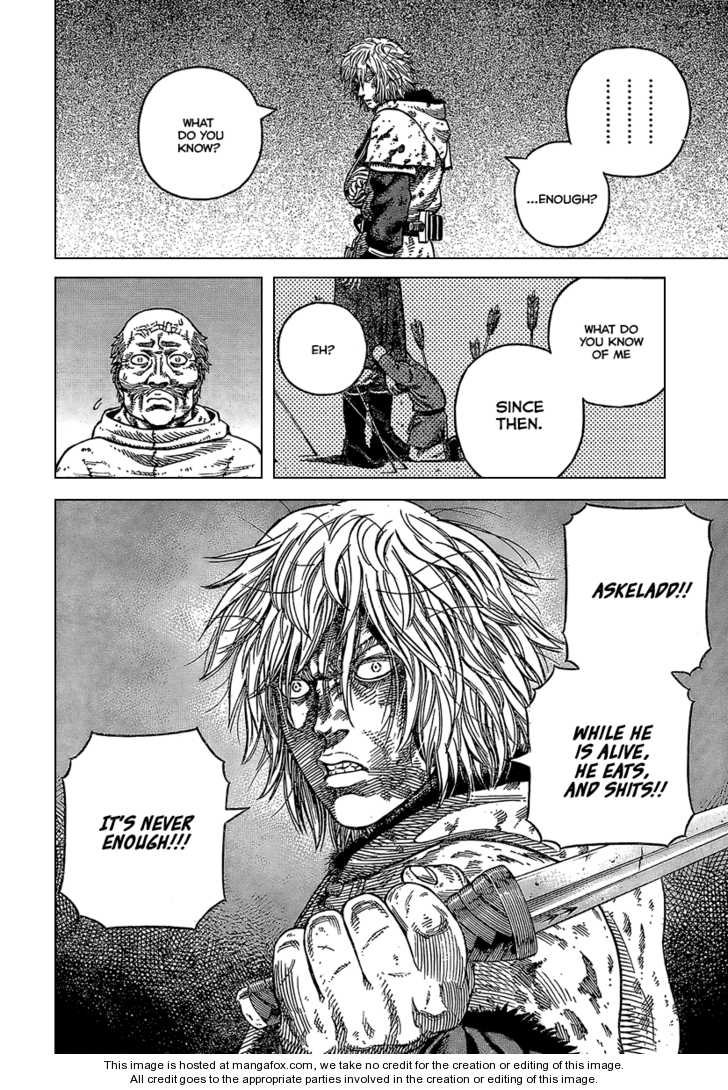 ...ENOUGH?
WHAT
DO YOU
KNOW?
WHAT DO
YOU KNOW
OF ME
SINCE
THEN.
EH?
ASKELADD!!
WHILE HE
IS ALIVE,
HE EATS,
AND SHITS!!
IT'S NEVER
ENOUGH!!!
This image is hosted at mangafox.com, we take no credit for the creation or editing of this image.
All credit goes to the appropriate parties involved in the creation or editing of this image.